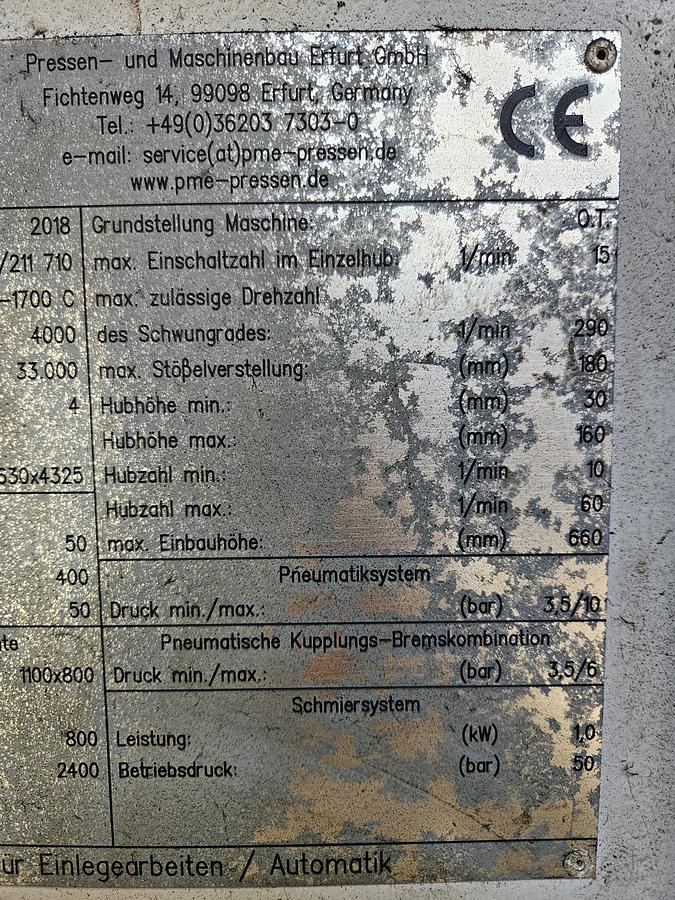 Pressen- und Maschinenbau Erfurt GmbH
Fichtenweg 14, 99098 Erfurt, Germany
Tel.: +49(0)36203 7303-0
e-mail: service(at)pme-pressen.de
www.pme-pressen.de
CE
2018 Grundstellung Maschine: O.T.
/211 710 max. Einschaltzahl im Einzelhub: 1/min 15
-1700 C max. zulässige Drehzahl
4000 des Schwungrades: 1/min 290
33.000 max. Stößelverstellung: (mm) 180
4 Hubhöhe min.: (mm) 30
Hubhöhe max.: (mm) 160
530x4325 Hubzahl min.: 1/min 10
Hubzahl max.: 1/min 60
50 max. Einbauhöhe: (mm) 660
400 Pneumatiksystem
50 Druck min./max.: (bar) 3,5/10
te Pneumatische Kupplungs-Bremskombination
1100x800 Druck min./max.: (bar) 3,5/6
Schmiersystem
800 Leistung: (kW) 1,0
2400 Betriebsdruck: (bar) 50
ür Einlegearbeiten / Automatik